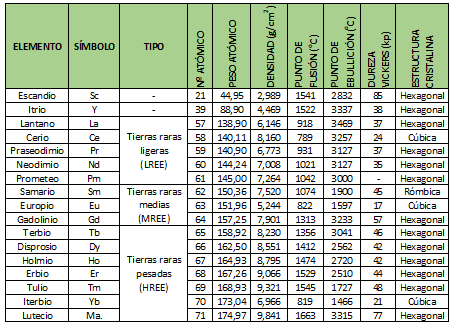 ELEMENTO SÍMBOLO TIPO Nº ATÓMICO PESO ATÓMICO DENSIDAD (g/cm²) PUNTO DE FUSIÓN (°C) PUNTO DE EBULLICIÓN (°C) DUREZA VICKERS (kp) ESTRUCTURA CRISTALINA
Escandio Sc - 21 44,95 2,989 1541 2832 85 Hexagonal
Itrio Y - 39 88,90 4,469 1522 3337 38 Hexagonal
Lantano La Tierras raras ligeras (LREE) 57 138,90 6,146 918 3469 37 Hexagonal
Cerio Ce 58 140,11 8,160 789 3257 24 Cúbica
Praseodimio Pr 59 140,90 6,773 931 3127 37 Hexagonal
Neodimio Nd 60 144,24 7,008 1021 3127 35 Hexagonal
Prometeo Pm 61 145,00 7,264 1042 3000 - Hexagonal
Samario Sm Tierras raras medias (MREE) 62 150,36 7,520 1074 1900 45 Rómbica
Europio Eu 63 151,96 5,244 822 1597 17 Cúbica
Gadolinio Gd 64 157,25 7,901 1313 3233 57 Hexagonal
Terbio Tb Tierras raras pesadas (HREE) 65 158,92 8,230 1356 3041 46 Hexagonal
Disprosio Dy 66 162,50 8,551 1412 2562 42 Hexagonal
Holmio Ho 67 164,93 8,795 1474 2720 42 Hexagonal
Erbio Er 68 167,26 9,066 1529 2510 44 Hexagonal
Tulio Tm 69 168,93 9,321 1545 1727 48 Hexagonal
Iterbio Yb 70 173,04 6,966 819 1466 21 Cúbica
Lutecio Ma. 71 174,97 9,841 1663 3315 77 Hexagonal